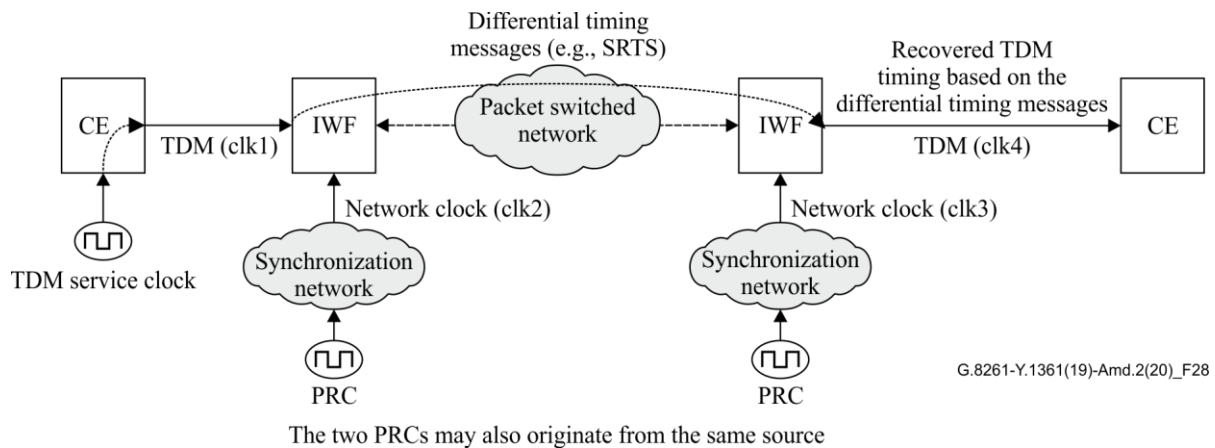 Differential timing
messages (e.g., SRTS)
Recovered TDM
timing based on the
differential timing messages
CE
TDM (clk1)
IWF
Packet switched
network
IWF
TDM (clk4)
CE
Network clock (clk2)
Network clock (clk3)
TDM service clock
Synchronization
network
Synchronization
network
PRC
PRC
G.8261-Y.1361(19)-Amd.2(20)_F28
The two PRCs may also originate from the same source